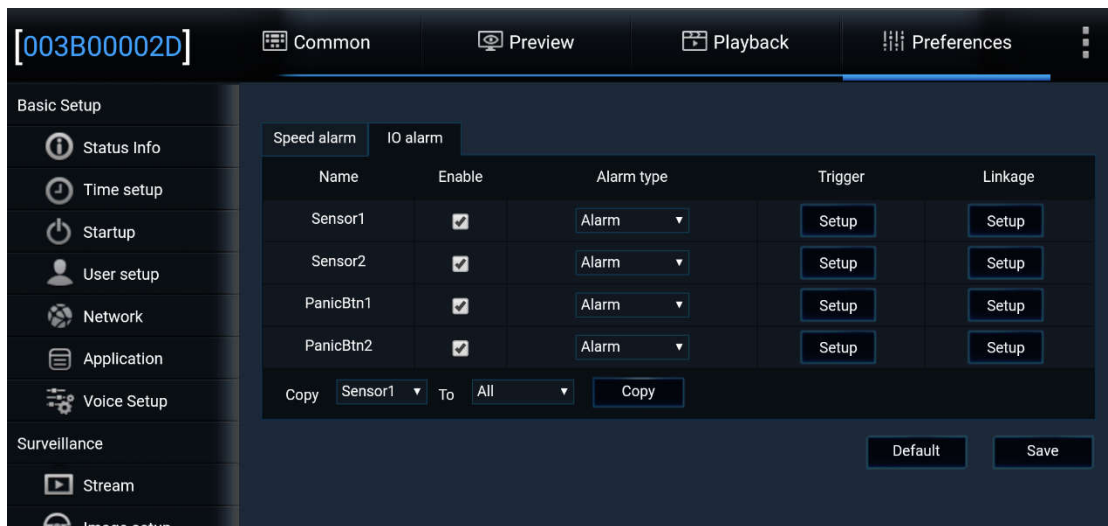 [003B00002D]
Common
Preview
Playback
Preferences
Basic Setup
Status Info
Time setup
Startup
User setup
Network
Application
Voice Setup
Surveillance
Stream
Image setup
Speed alarm IO alarm
Name Enable Alarm type Trigger Linkage
Sensor1 Alarm Setup Setup
Sensor2 Alarm Setup Setup
PanicBtn1 Alarm Setup Setup
PanicBtn2 Alarm Setup Setup
Copy Sensor1 To All Copy
Default Save